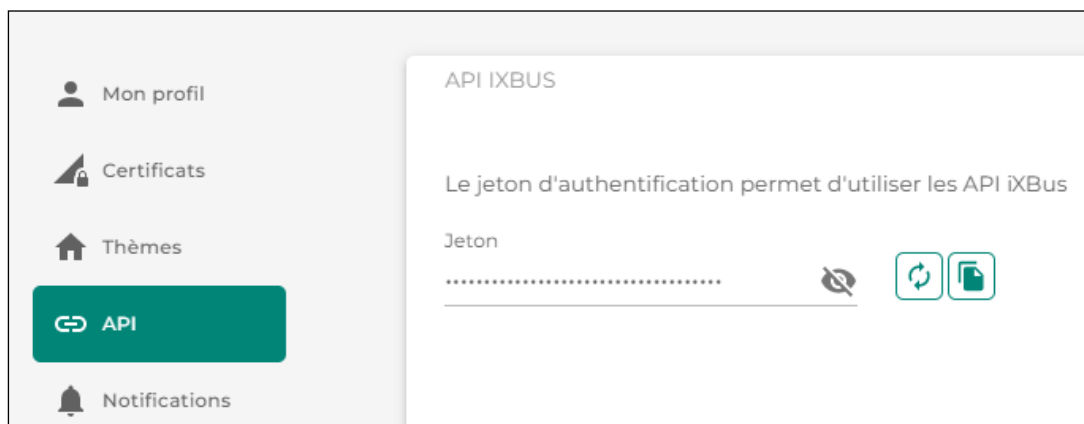 Mon profil
Certificats
Thèmes
API
Notifications
API IXBUS
Le jeton d'authentification permet d'utiliser les API iXBus
Jeton
....................................